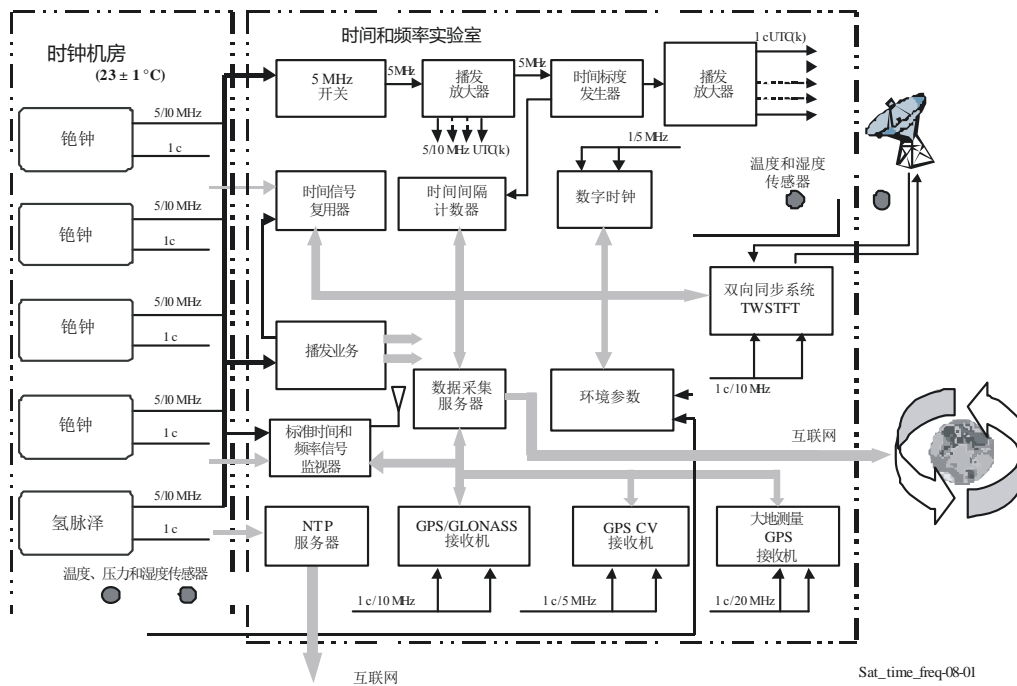 时钟机房
(23 ± 1 °C)
铯钟
5/10 MHz
1 c
铯钟
5/10 MHz
1c
铯钟
5/10 MHz
1 c
铯钟
5/10 MHz
1 c
氢脉泽
5/10 MHz
1 c
温度、压力和湿度传感器
时间和频率实验室
5 MHz
开关
5MHz
播发
放大器
5MHz
时间标度
发生器
播发
放大器
1 c UTC(k)
5/10 MHz UTC(k)
1/5 MHz
温度和湿度
传感器
时间信号
复用器
时间间隔
计数器
数字时钟
双向同步系统
TWSTFT
1 c/10 MHz
播发业务
数据采集
服务器
环境参数
标准时间和
频率信号
监视器
互联网
NTP
服务器
GPS/GLONASS
接收机
GPS CV
接收机
大地测量
GPS
接收机
1 c/10 MHz
1 c/5 MHz
1 c/20 MHz
互联网
Sat_time_freq-08-01